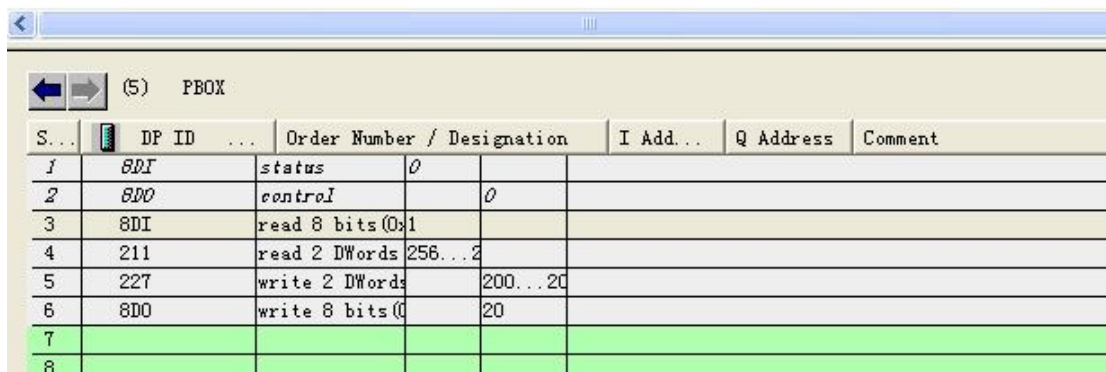 (5) PBOX
S... DP ID ... Order Number / Designation I Add... Q Address Comment
1 8DI status 0
2 8DO control 0
3 8DI read 8 bits(0x 1
4 211 read 2 DWords 256...2
5 227 write 2 DWords 200...20
6 8DO write 8 bits(0 20
7
8